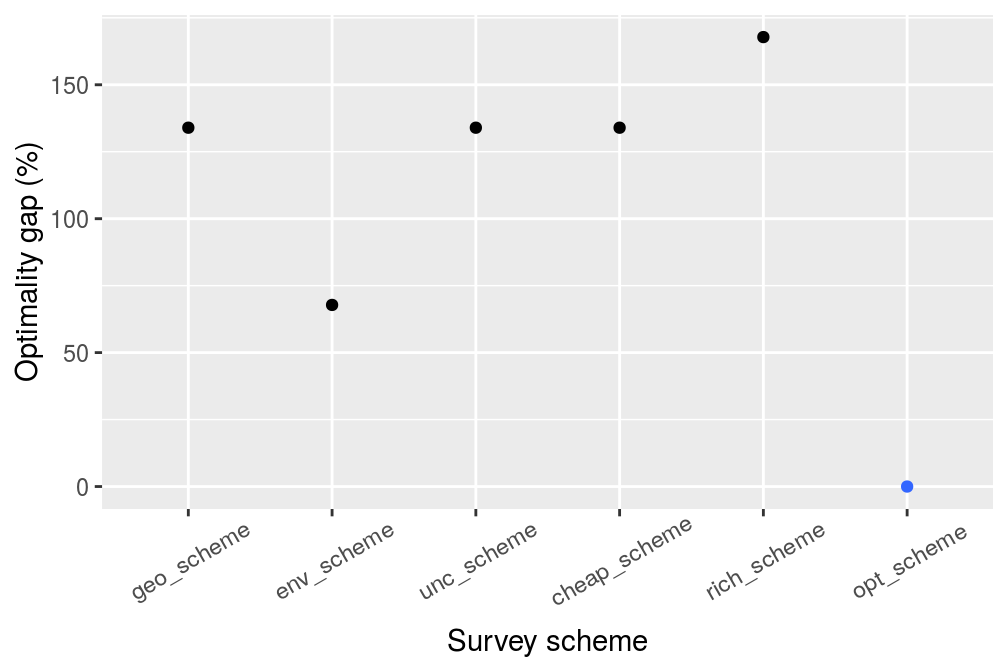 Optimality gap (%)
150
100
50
0
geo_scheme
env_scheme
unc_scheme
cheap_scheme
rich_scheme
opt_scheme
Survey scheme